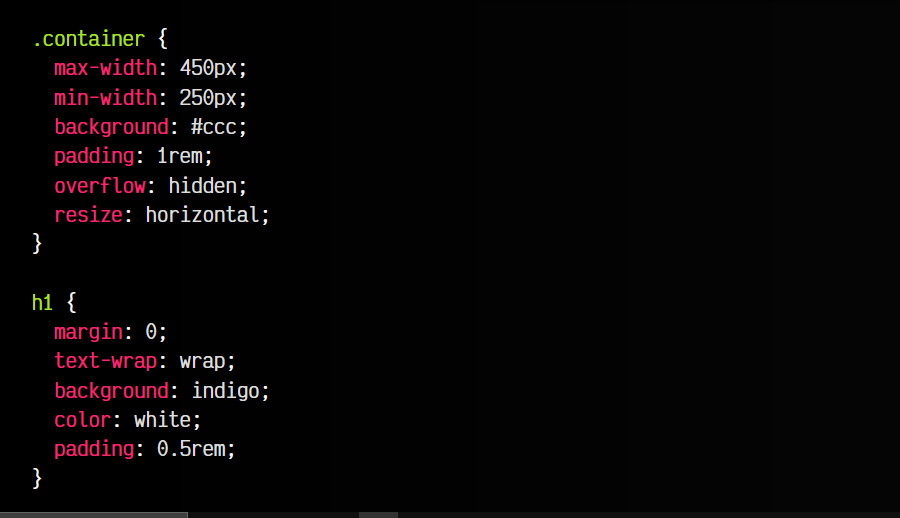 .container {
  max-width: 450px;
  min-width: 250px;
  background: #ccc;
  padding: 1rem;
  overflow: hidden;
  resize: horizontal;
}

h1 {
  margin: 0;
  text-wrap: wrap;
  background: indigo;
  color: white;
  padding: 0.5rem;
}